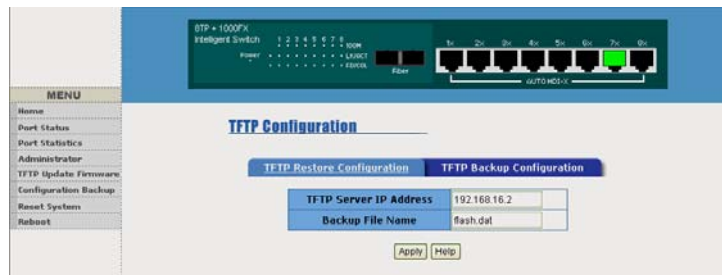 8TP + 1000FX
Intelligent Switch
1 2 3 4 5 6 7 8
100M
Power
LK/ACT
FD/COL
Fiber
1x 2x 3x 4x 5x 6x 7x 8x
AUTO MDI-X
MENU
Home
Port Status
Port Statistics
Administrator
TFTP Update Firmware
Configuration Backup
Reset System
Reboot
TFTP Configuration
TFTP Restore Configuration
TFTP Backup Configuration
TFTP Server IP Address 192.168.16.2
Backup File Name flash.dat
Apply Help